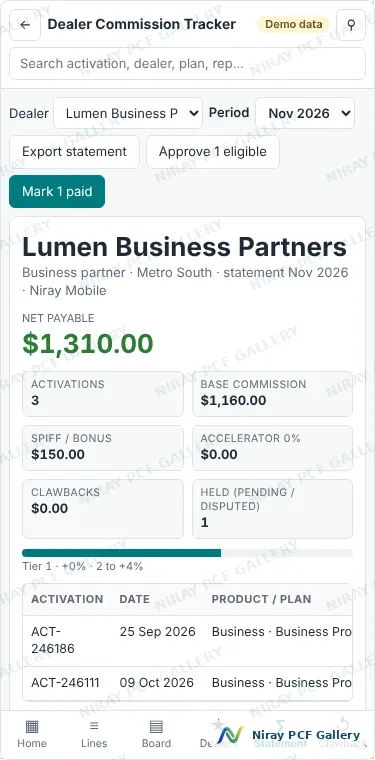 ← Dealer Commission Tracker Demo data
Search activation, dealer, plan, rep...
Dealer Lumen Business P Period Nov 2026
Export statement Approve 1 eligible
Mark 1 paid
Lumen Business Partners
Business partner · Metro South · statement Nov 2026
· Niray Mobile
NET PAYABLE
$1,310.00
ACTIVATIONS
3
BASE COMMISSION
$1,160.00
SPIFF / BONUS
$150.00
ACCELERATOR 0%
$0.00
CLAWBACKS
$0.00
HELD (PENDING /
DISPUTED)
1
Tier 1 · +0% · 2 to +4%
ACTIVATION DATE PRODUCT / PLAN
ACT-
246186
25 Sep 2026 Business · Business Pro
ACT-246111 09 Oct 2026 Business · Business Pro
Home Lines Board Statement Clawback
Niray PCF Gallery
NIRAY PCF GALLERY